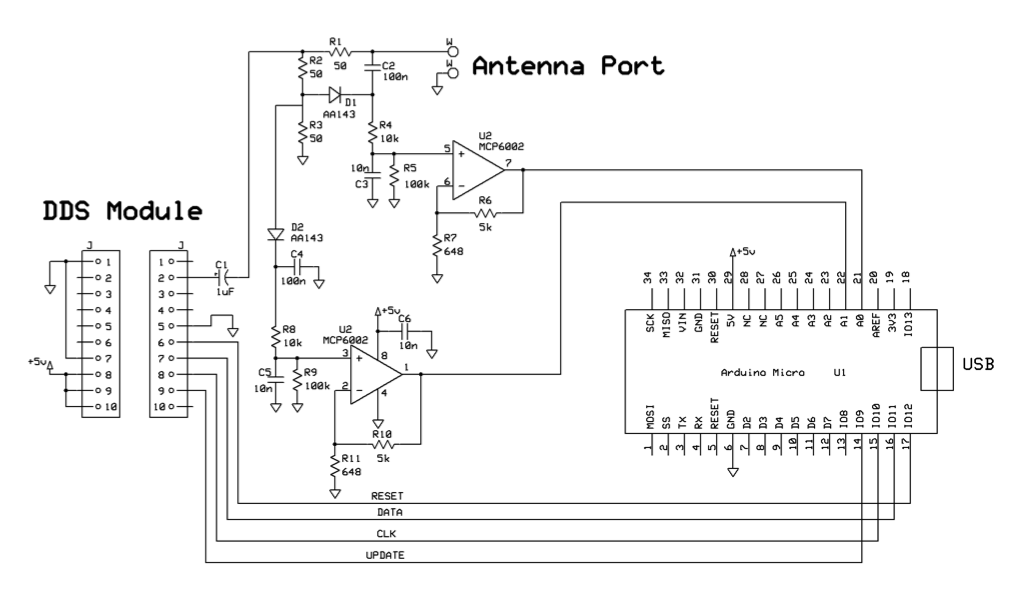 Antenna Port
W
W
R1
50
R2
50
C2
100n
D1
AA143
R3
50
R4
10k
10n
C3
R5
100k
U2
MCP6002
5
+
6
-
7
R6
5k
R7
648
DDS Module
J
1
2
3
4
5
6
7
8
9
10
+5v
J
1
2
3
4
5
6
7
8
9
10
C1
1uF
D2
AA143
C4
100n
R8
10k
C5
10n
R9
100k
U2
MCP6002
+5v
C6
10n
3
+
2
-
8
4
1
R10
5k
R11
648
+5v
34 33 32 31 30 29 28 27 26 25 24 23 22 21 20 19 18
SCK MISO VIN GND RESET 5V NC NC A5 A4 A3 A2 A1 A0 AREF 3V3 IO13
Arduino Micro U1
USB
MOSI SS TX RX RESET GND D2 D3 D4 D5 D6 D7 IO8 IO9 IO10 IO11 IO12
1 2 3 4 5 6 7 8 9 10 11 12 13 14 15 16 17
RESET
DATA
CLK
UPDATE